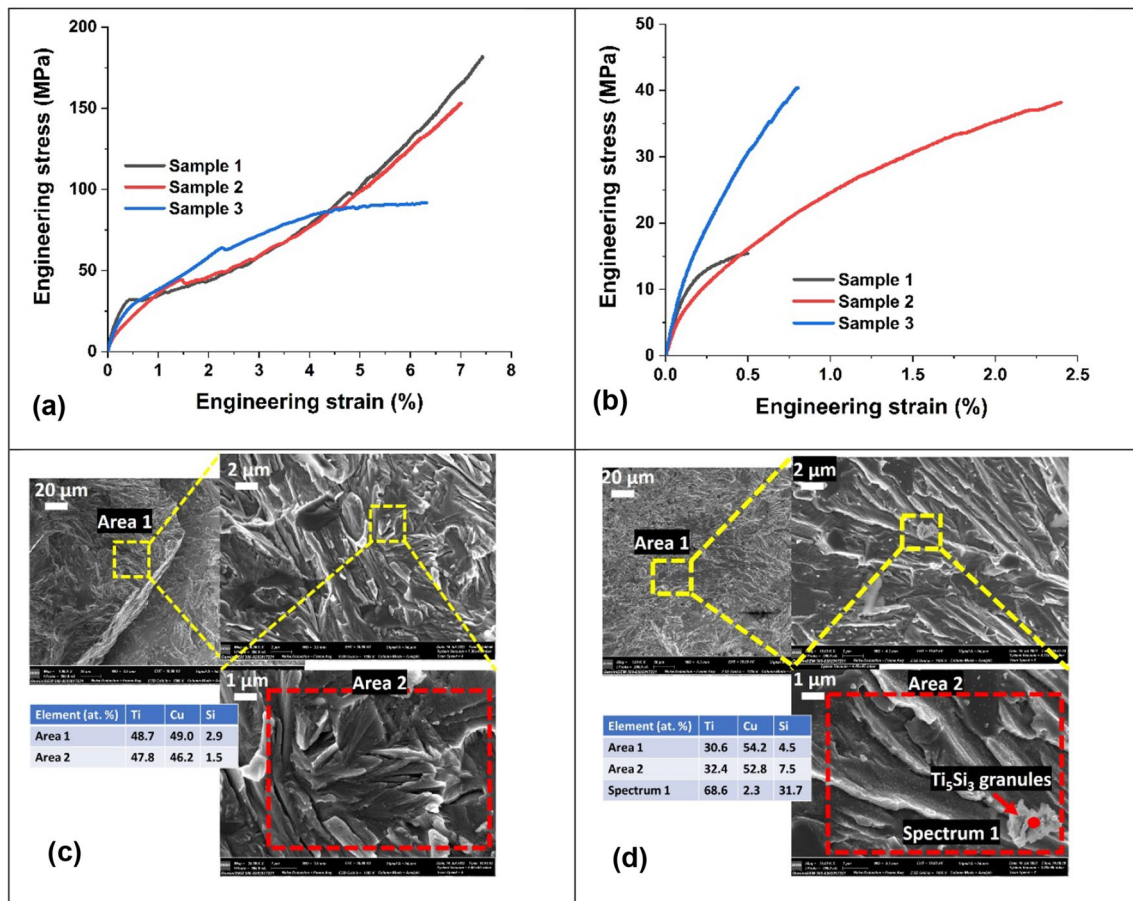 200
150
100
50
0
Engineering stress (MPa)
Sample 1
Sample 2
Sample 3
0 1 2 3 4 5 6 7 8
Engineering strain (%)
(a)
50
40
30
20
10
0
Engineering stress (MPa)
Sample 1
Sample 2
Sample 3
0.0 0.5 1.0 1.5 2.0 2.5
Engineering strain (%)
(b)
20 µm
Area 1
2 µm
1 µm
Area 2
Element (at. %) Ti Cu Si
Area 1 48.7 49.0 2.9
Area 2 47.8 46.2 1.5
(c)
20 µm
Area 1
2 µm
1 µm
Area 2
Element (at. %) Ti Cu Si
Area 1 30.6 54.2 4.5
Area 2 32.4 52.8 7.5
Spectrum 1 68.6 2.3 31.7
Ti₅Si₃ granules
Spectrum 1
(d)